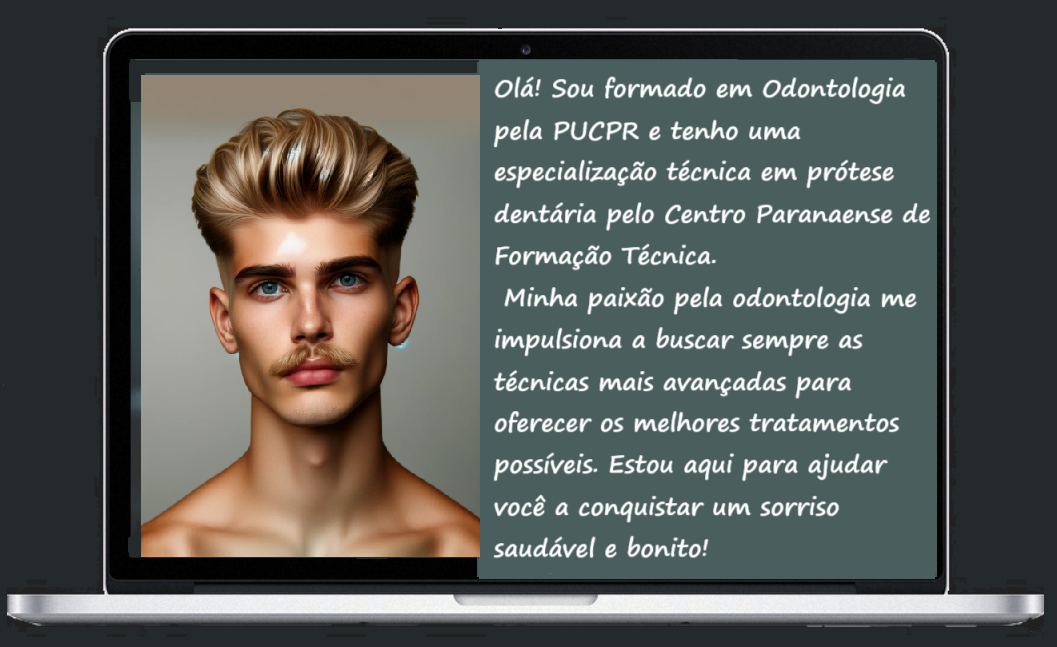 Olá! Sou formado em Odontologia
pela PUCPR e tenho uma
especialização técnica em prótese
dentária pelo Centro Paranaense de
Formação Técnica.
Minha paixão pela odontologia me
impulsiona a buscar sempre as
técnicas mais avançadas para
oferecer os melhores tratamentos
possíveis. Estou aqui para ajudar
você a conquistar um sorriso
saudável e bonito!